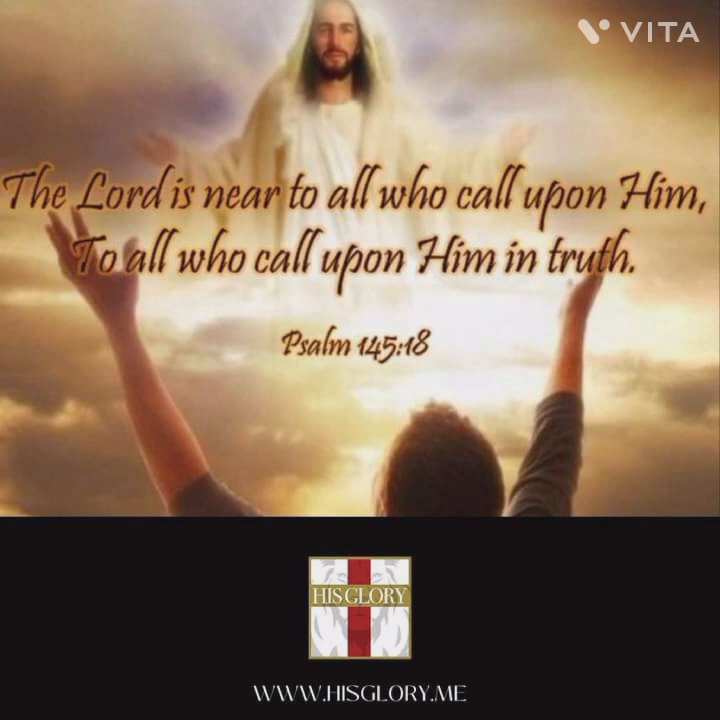 VITA
The Lord is near to all who call upon Him,
To all who call upon Him in truth.
Psalm 145:18
HIS GLORY
WWW.HISGLORY.ME